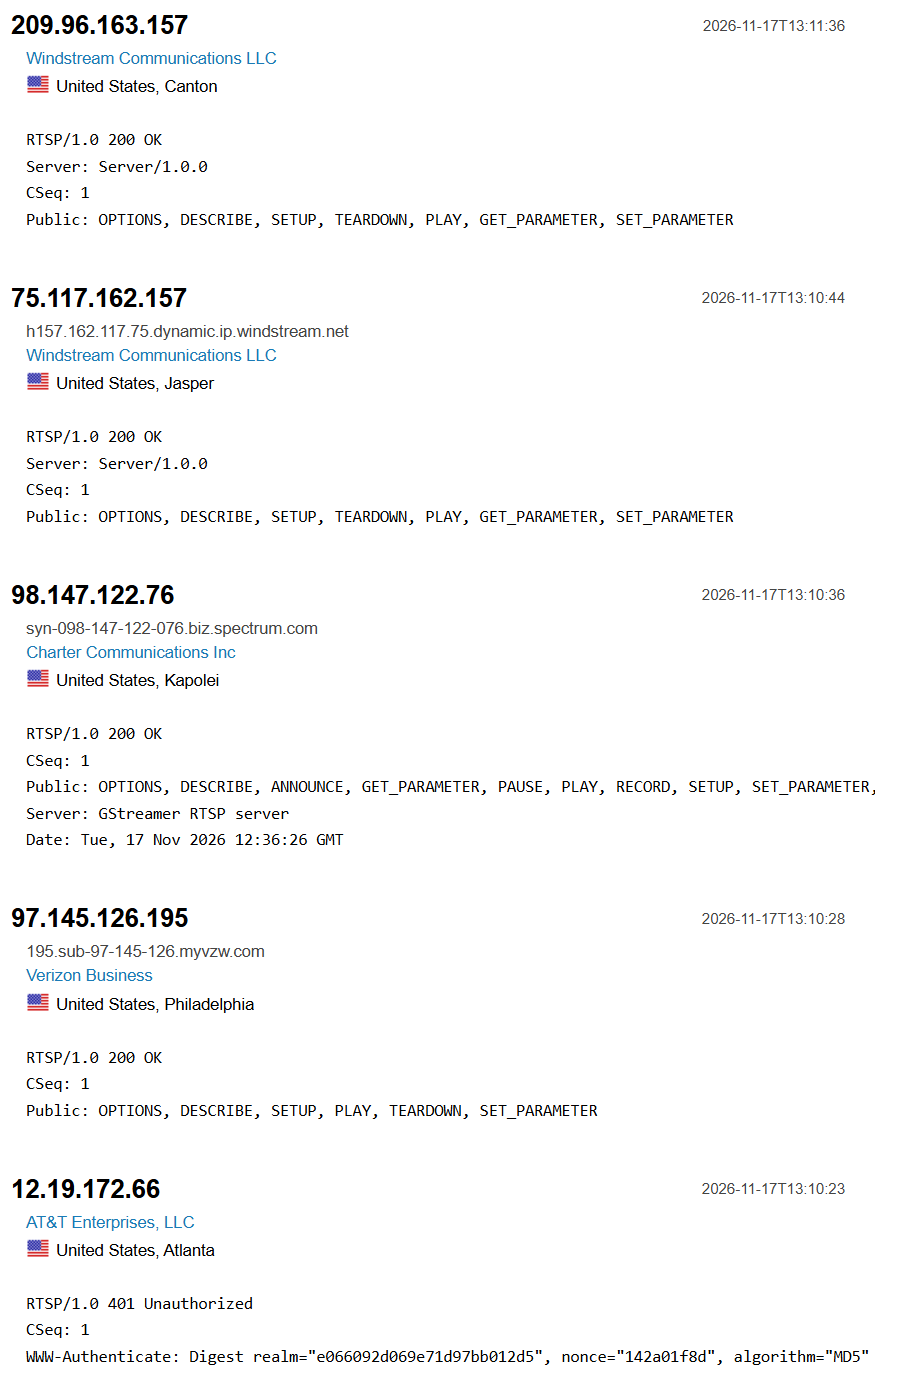 209.96.163.157
2026-11-17T13:11:36
Windstream Communications LLC
United States, Canton
RTSP/1.0 200 OK
Server: Server/1.0.0
CSeq: 1
Public: OPTIONS, DESCRIBE, SETUP, TEARDOWN, PLAY, GET_PARAMETER, SET_PARAMETER
75.117.162.157
2026-11-17T13:10:44
h157.162.117.75.dynamic.ip.windstream.net
Windstream Communications LLC
United States, Jasper
RTSP/1.0 200 OK
Server: Server/1.0.0
CSeq: 1
Public: OPTIONS, DESCRIBE, SETUP, TEARDOWN, PLAY, GET_PARAMETER, SET_PARAMETER
98.147.122.76
2026-11-17T13:10:36
syn-098-147-122-076.biz.spectrum.com
Charter Communications Inc
United States, Kapolei
RTSP/1.0 200 OK
CSeq: 1
Public: OPTIONS, DESCRIBE, ANNOUNCE, GET_PARAMETER, PAUSE, PLAY, RECORD, SETUP, SET_PARAMETER,
Server: GStreamer RTSP server
Date: Tue, 17 Nov 2026 12:36:26 GMT
97.145.126.195
2026-11-17T13:10:28
195.sub-97-145-126.myvzw.com
Verizon Business
United States, Philadelphia
RTSP/1.0 200 OK
CSeq: 1
Public: OPTIONS, DESCRIBE, SETUP, PLAY, TEARDOWN, SET_PARAMETER
12.19.172.66
2026-11-17T13:10:23
AT&T Enterprises, LLC
United States, Atlanta
RTSP/1.0 401 Unauthorized
CSeq: 1
WWW-Authenticate: Digest realm="e066092d069e71d97bb012d5", nonce="142a01f8d", algorithm="MD5"